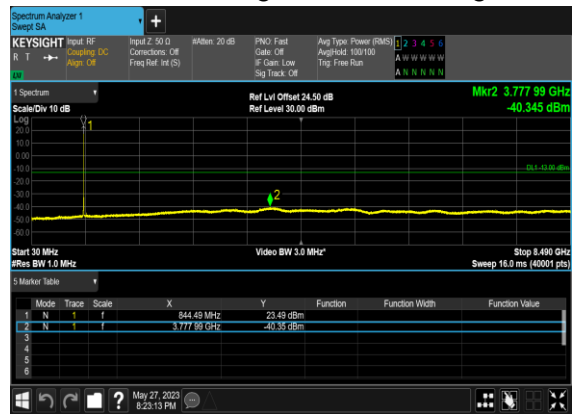 Spectrum Analyzer 1
Swept SA
+
KEYSIGHT Input: RF Input Z: 50 Ω #Atten: 20 dB PNO: Fast Avg Type: Power (RMS) 1 2 3 4 5 6
R T Coupling: DC Corrections: Off Gate: Off Avg|Hold: 100/100 A W W W W W
Align: Off Freq Ref: Int (S) IF Gain: Low Trig: Free Run
Sig Track: Off A N N N N N
1 Spectrum Ref Lvl Offset 24.50 dB Mkr2 3.777 99 GHz
Scale/Div 10 dB Ref Level 30.00 dBm -40.345 dBm
Log
20.0
10.0
0.00
-10.0
-20.0
-30.0
-40.0
-50.0
-60.0
1
2
DL1 -13.00 dBm
Start 30 MHz Video BW 3.0 MHz* Stop 8.490 GHz
#Res BW 1.0 MHz Sweep 16.0 ms (40001 pts)
5 Marker Table
Mode Trace Scale X Y Function Function Width Function Value
1 N 1 f 844.49 MHz 23.49 dBm
2 N 1 f 3.777 99 GHz -40.35 dBm
3
4
5
6
? May 27, 2023
8:23:13 PM